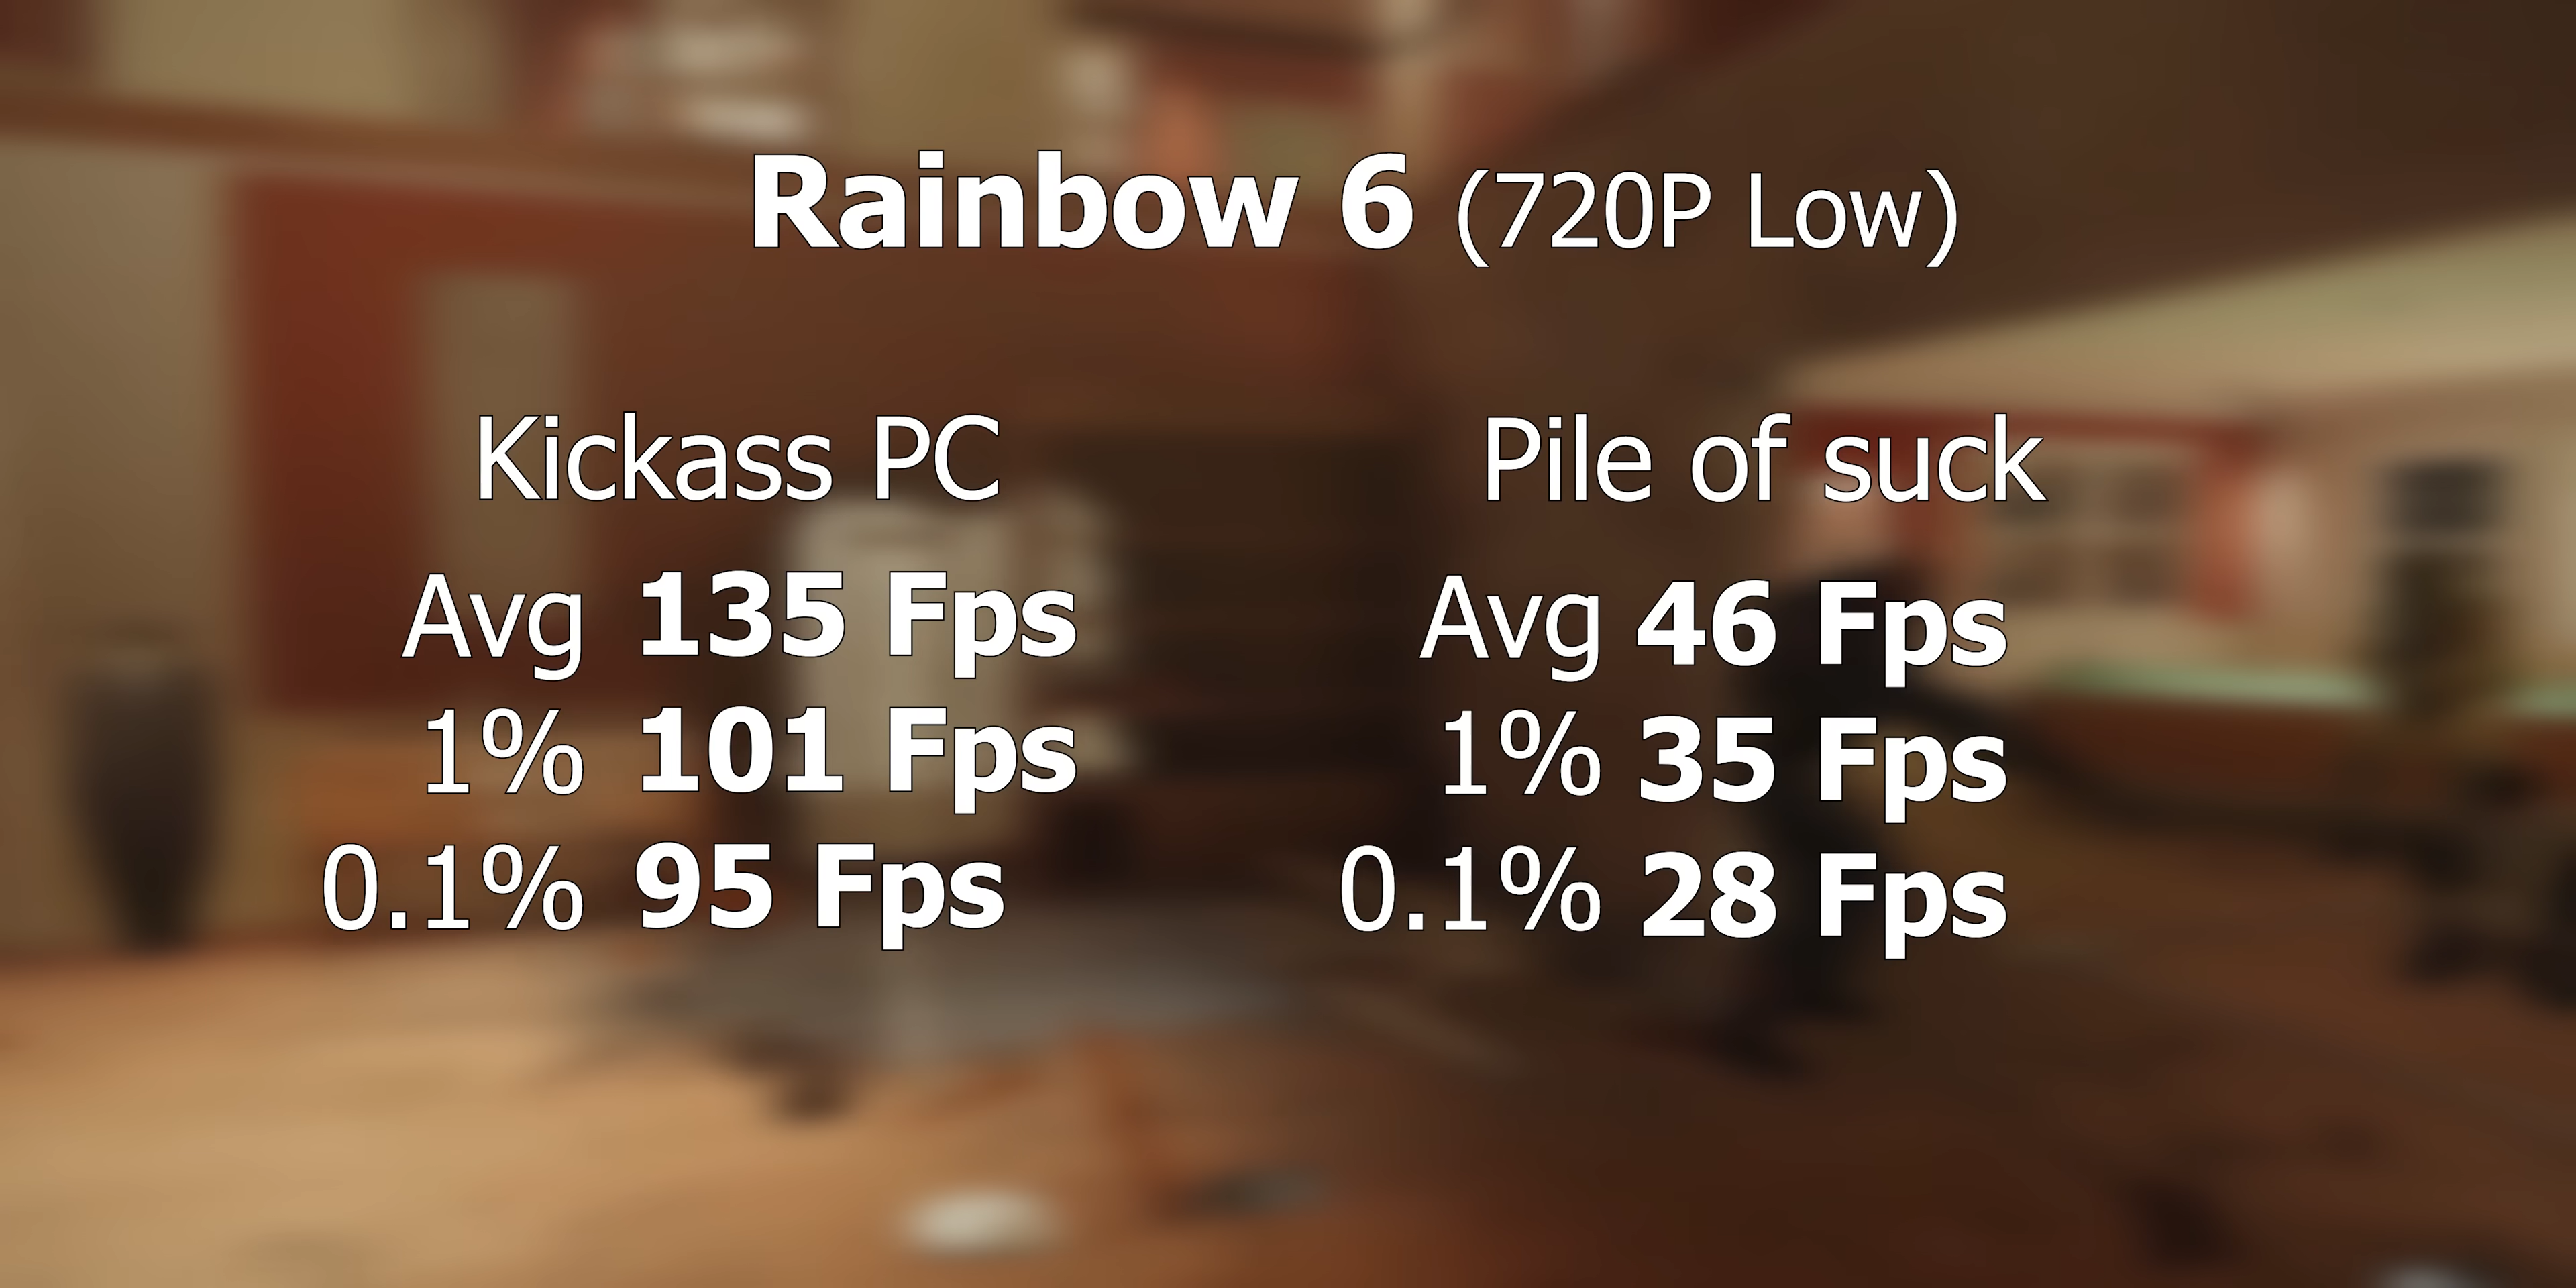 Rainbow 6 (720P Low)
Kickass PC
Avg 135 Fps
1% 101 Fps
0.1% 95 Fps
Pile of suck
Avg 46 Fps
1% 35 Fps
0.1% 28 Fps